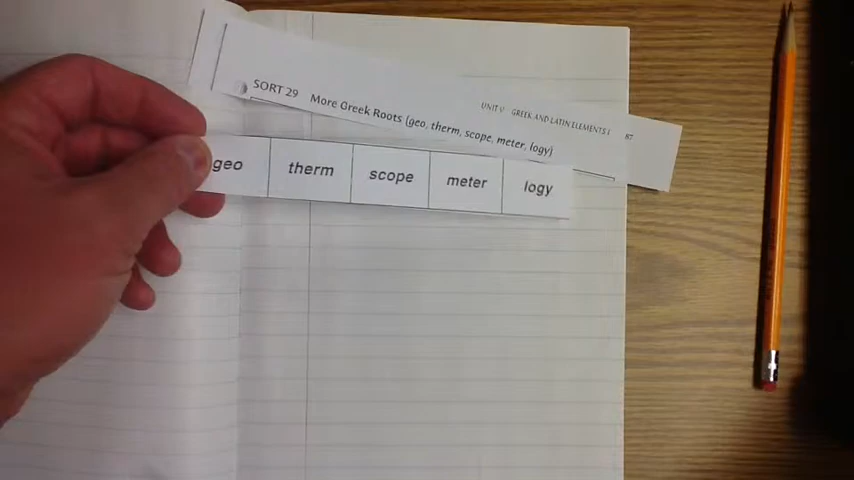 UNIT V GREEK AND LATIN ELEMENTS I 87
SORT 29 More Greek Roots (geo, therm, scope, meter, logy)
geo therm scope meter logy